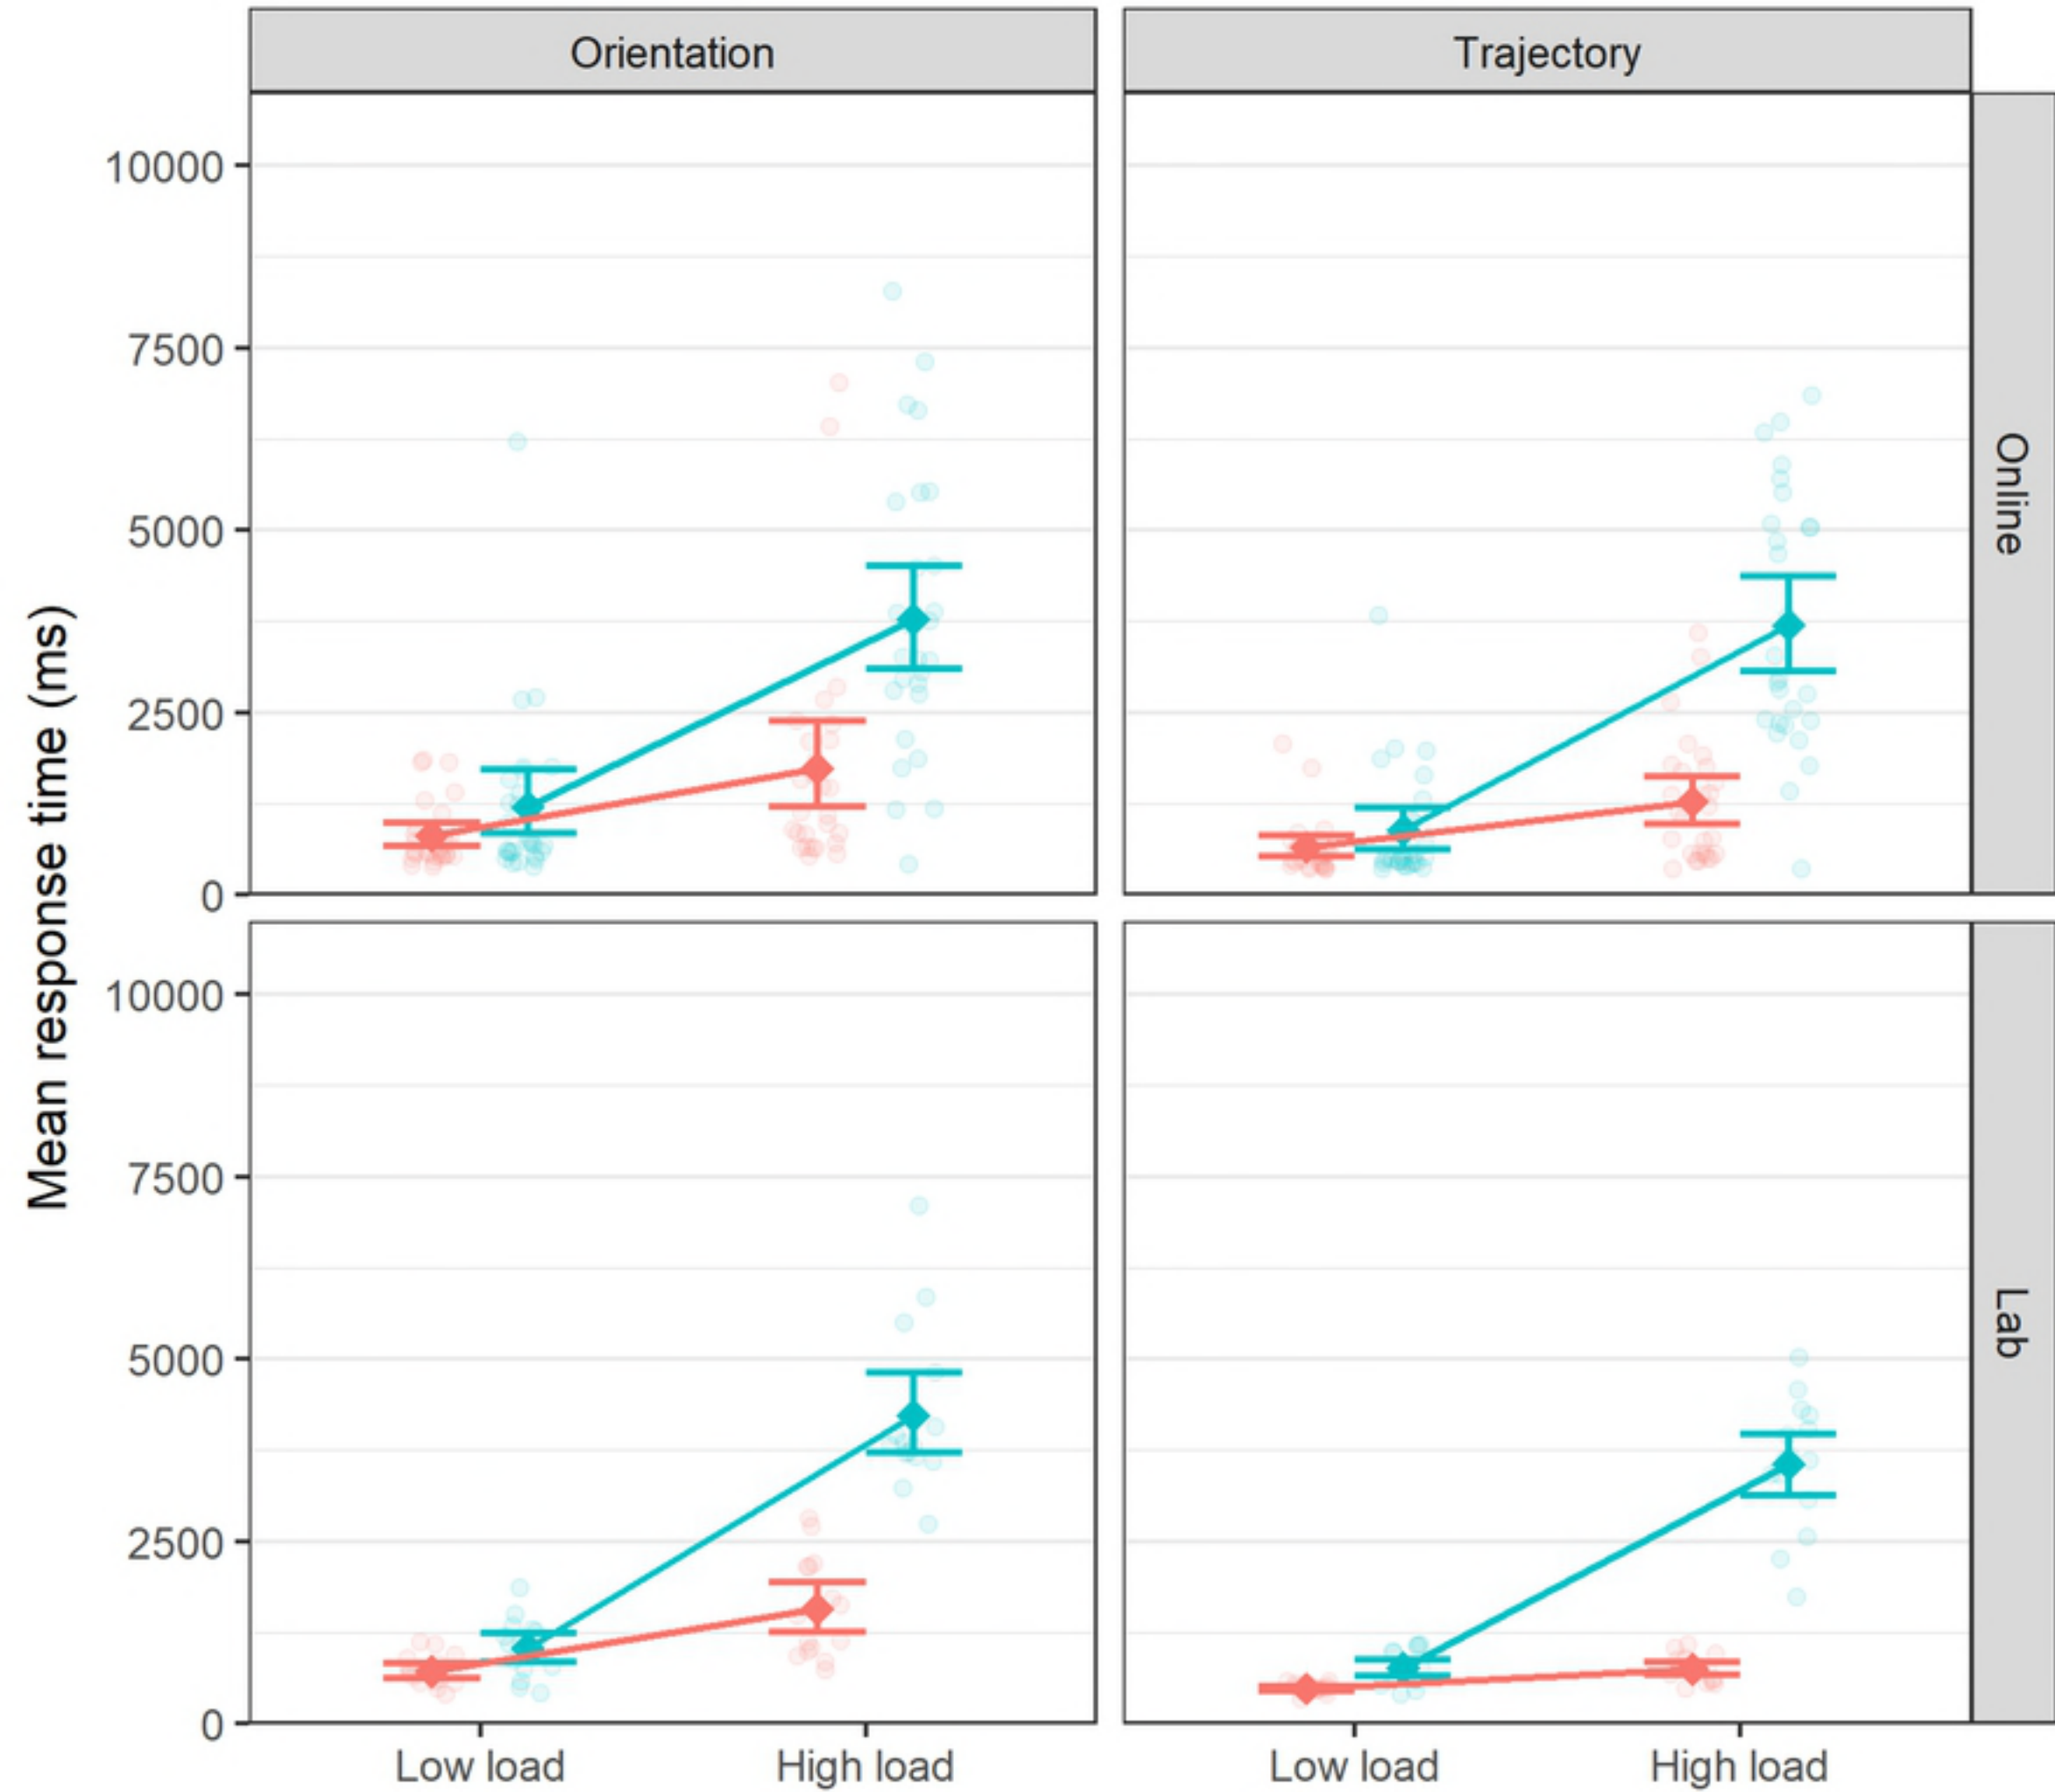 Orientation
Trajectory
10000
7500
5000
2500
0
Online
Mean response time (ms)
10000
7500
5000
2500
0
Lab
Low load
High load
Low load
High load